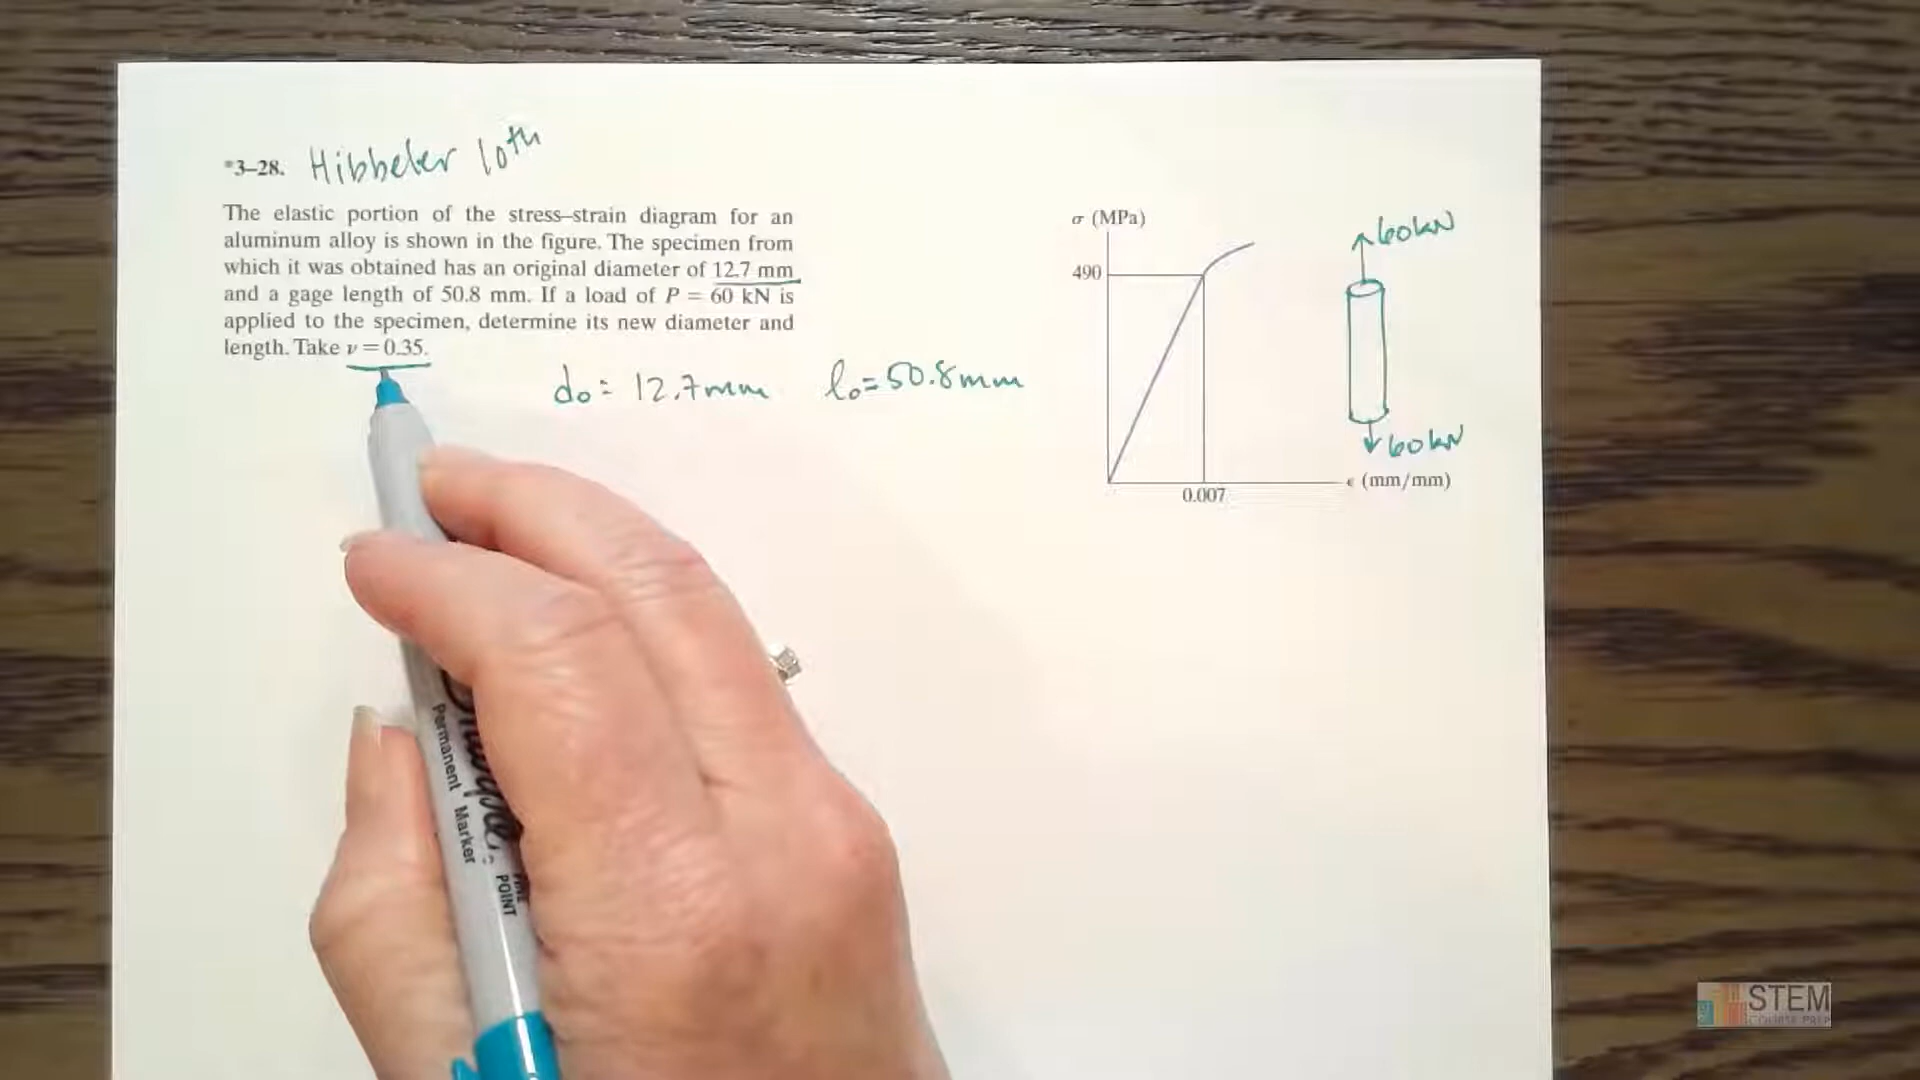 *3–28. Hibbeler 10th
The elastic portion of the stress–strain diagram for an
aluminum alloy is shown in the figure. The specimen from
which it was obtained has an original diameter of 12.7 mm
and a gage length of 50.8 mm. If a load of P = 60 kN is
applied to the specimen, determine its new diameter and
length. Take ν = 0.35.
do = 12.7mm lo = 50.8mm
σ (MPa)
490
0.007
ϵ (mm/mm)
60kN
60kN
Permanent Marker
POINT
STEM
COURSE PREP